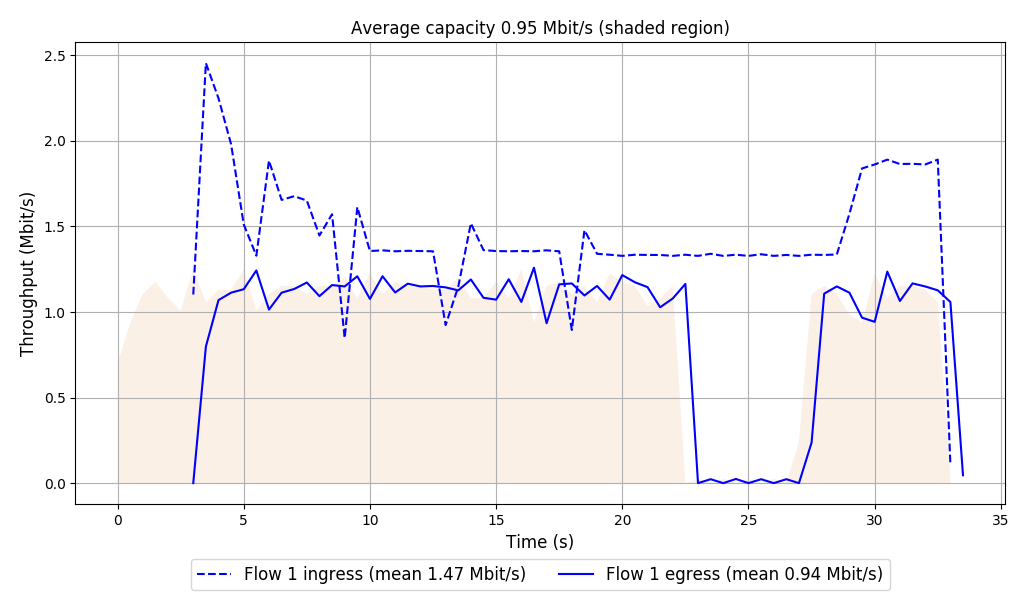 Average capacity 0.95 Mbit/s (shaded region)
2.5
2.0
1.5
1.0
0.5
0.0
Throughput (Mbit/s)
0 5 10 15 20 25 30 35
Time (s)
Flow 1 ingress (mean 1.47 Mbit/s) Flow 1 egress (mean 0.94 Mbit/s)